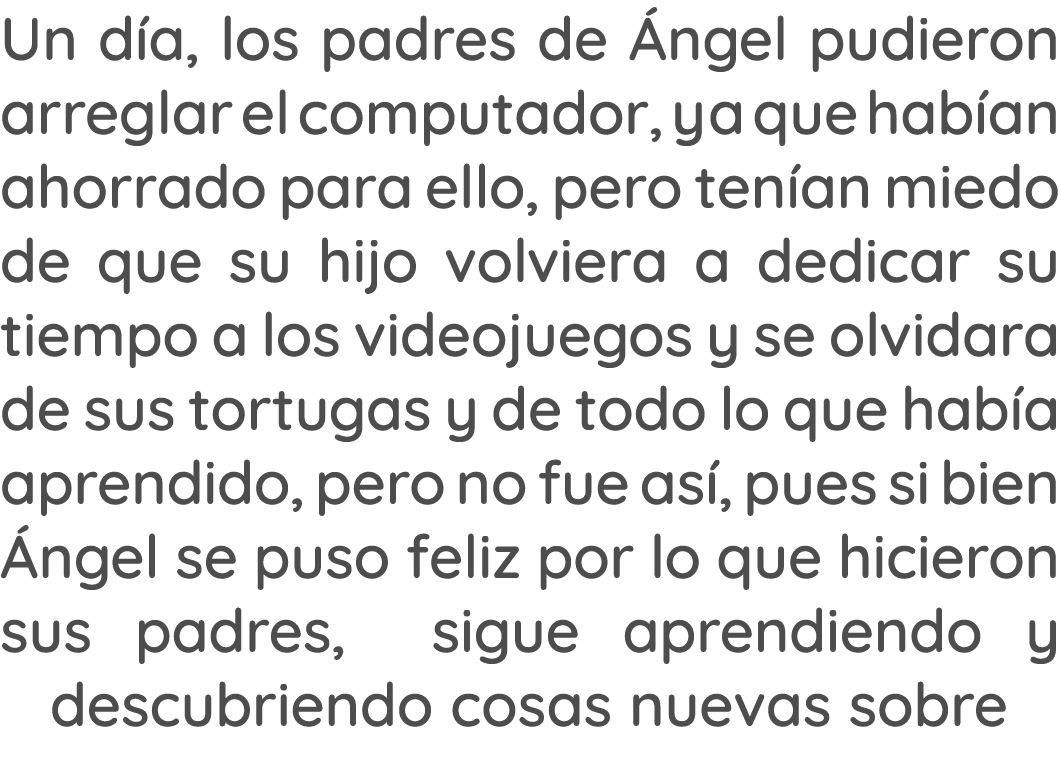 Un día, los padres de Ángel pudieron
arreglar el computador, ya que habían
ahorrado para ello, pero tenían miedo
de que su hijo volviera a dedicar su
tiempo a los videojuegos y se olvidara
de sus tortugas y de todo lo que había
aprendido, pero no fue así, pues si bien
Ángel se puso feliz por lo que hicieron
sus padres, sigue aprendiendo y
descubriendo cosas nuevas sobre